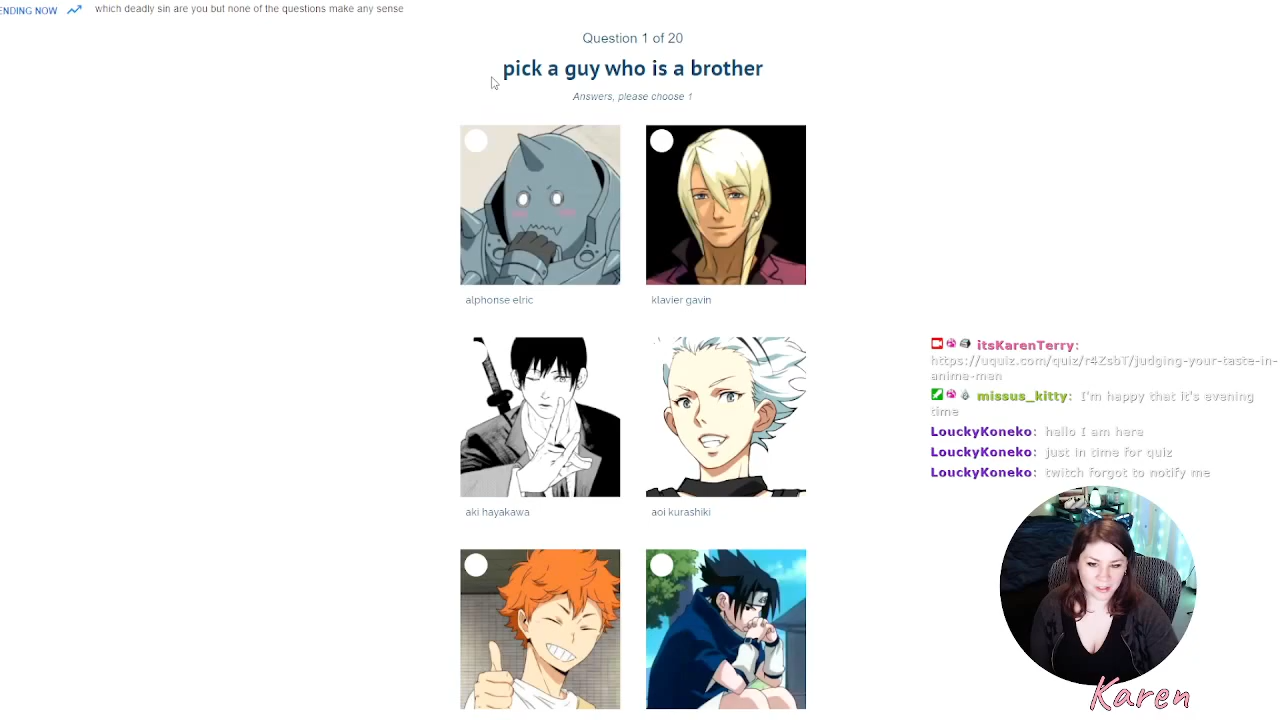 ENDING NOW
which deadly sin are you but none of the questions make any sense
Question 1 of 20
pick a guy who is a brother
Answers, please choose 1
alphonse elric
klavier gavin
aki hayakawa
aoi kurashiki
itsKarenTerry:
https://uquiz.com/quiz/r4ZsbT/judging-your-taste-in-
anime-men
missus_kitty: I'm happy that it's evening
time
LouckyKoneko: hello I am here
LouckyKoneko: just in time for quiz
LouckyKoneko: twitch forgot to notify me
Karen